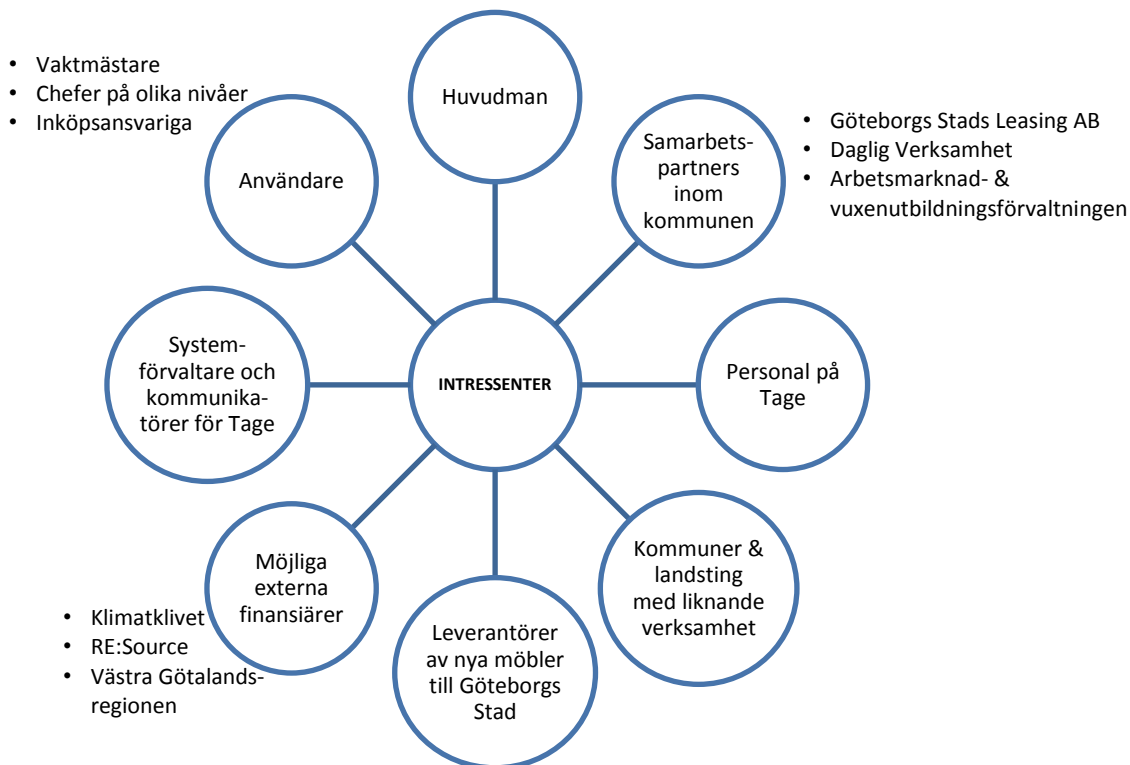 • Vaktmästare
• Chefer på olika nivåer
• Inköpsansvariga
Huvudman
Användare
Samarbets-
partners
inom
kommunen
• Göteborgs Stads Leasing AB
• Daglig Verksamhet
• Arbetsmarknad- &
vuxenutbildningsförvaltningen
System-
förvaltare och
kommunika-
törer för Tage
INTRESSENTER
Personal på
Tage
Möjliga
externa
finansiärer
• Klimatklivet
• RE:Source
• Västra Götalands-
regionen
Leverantörer
av nya möbler
till Göteborgs
Stad
Kommuner &
landsting
med liknande
verksamhet